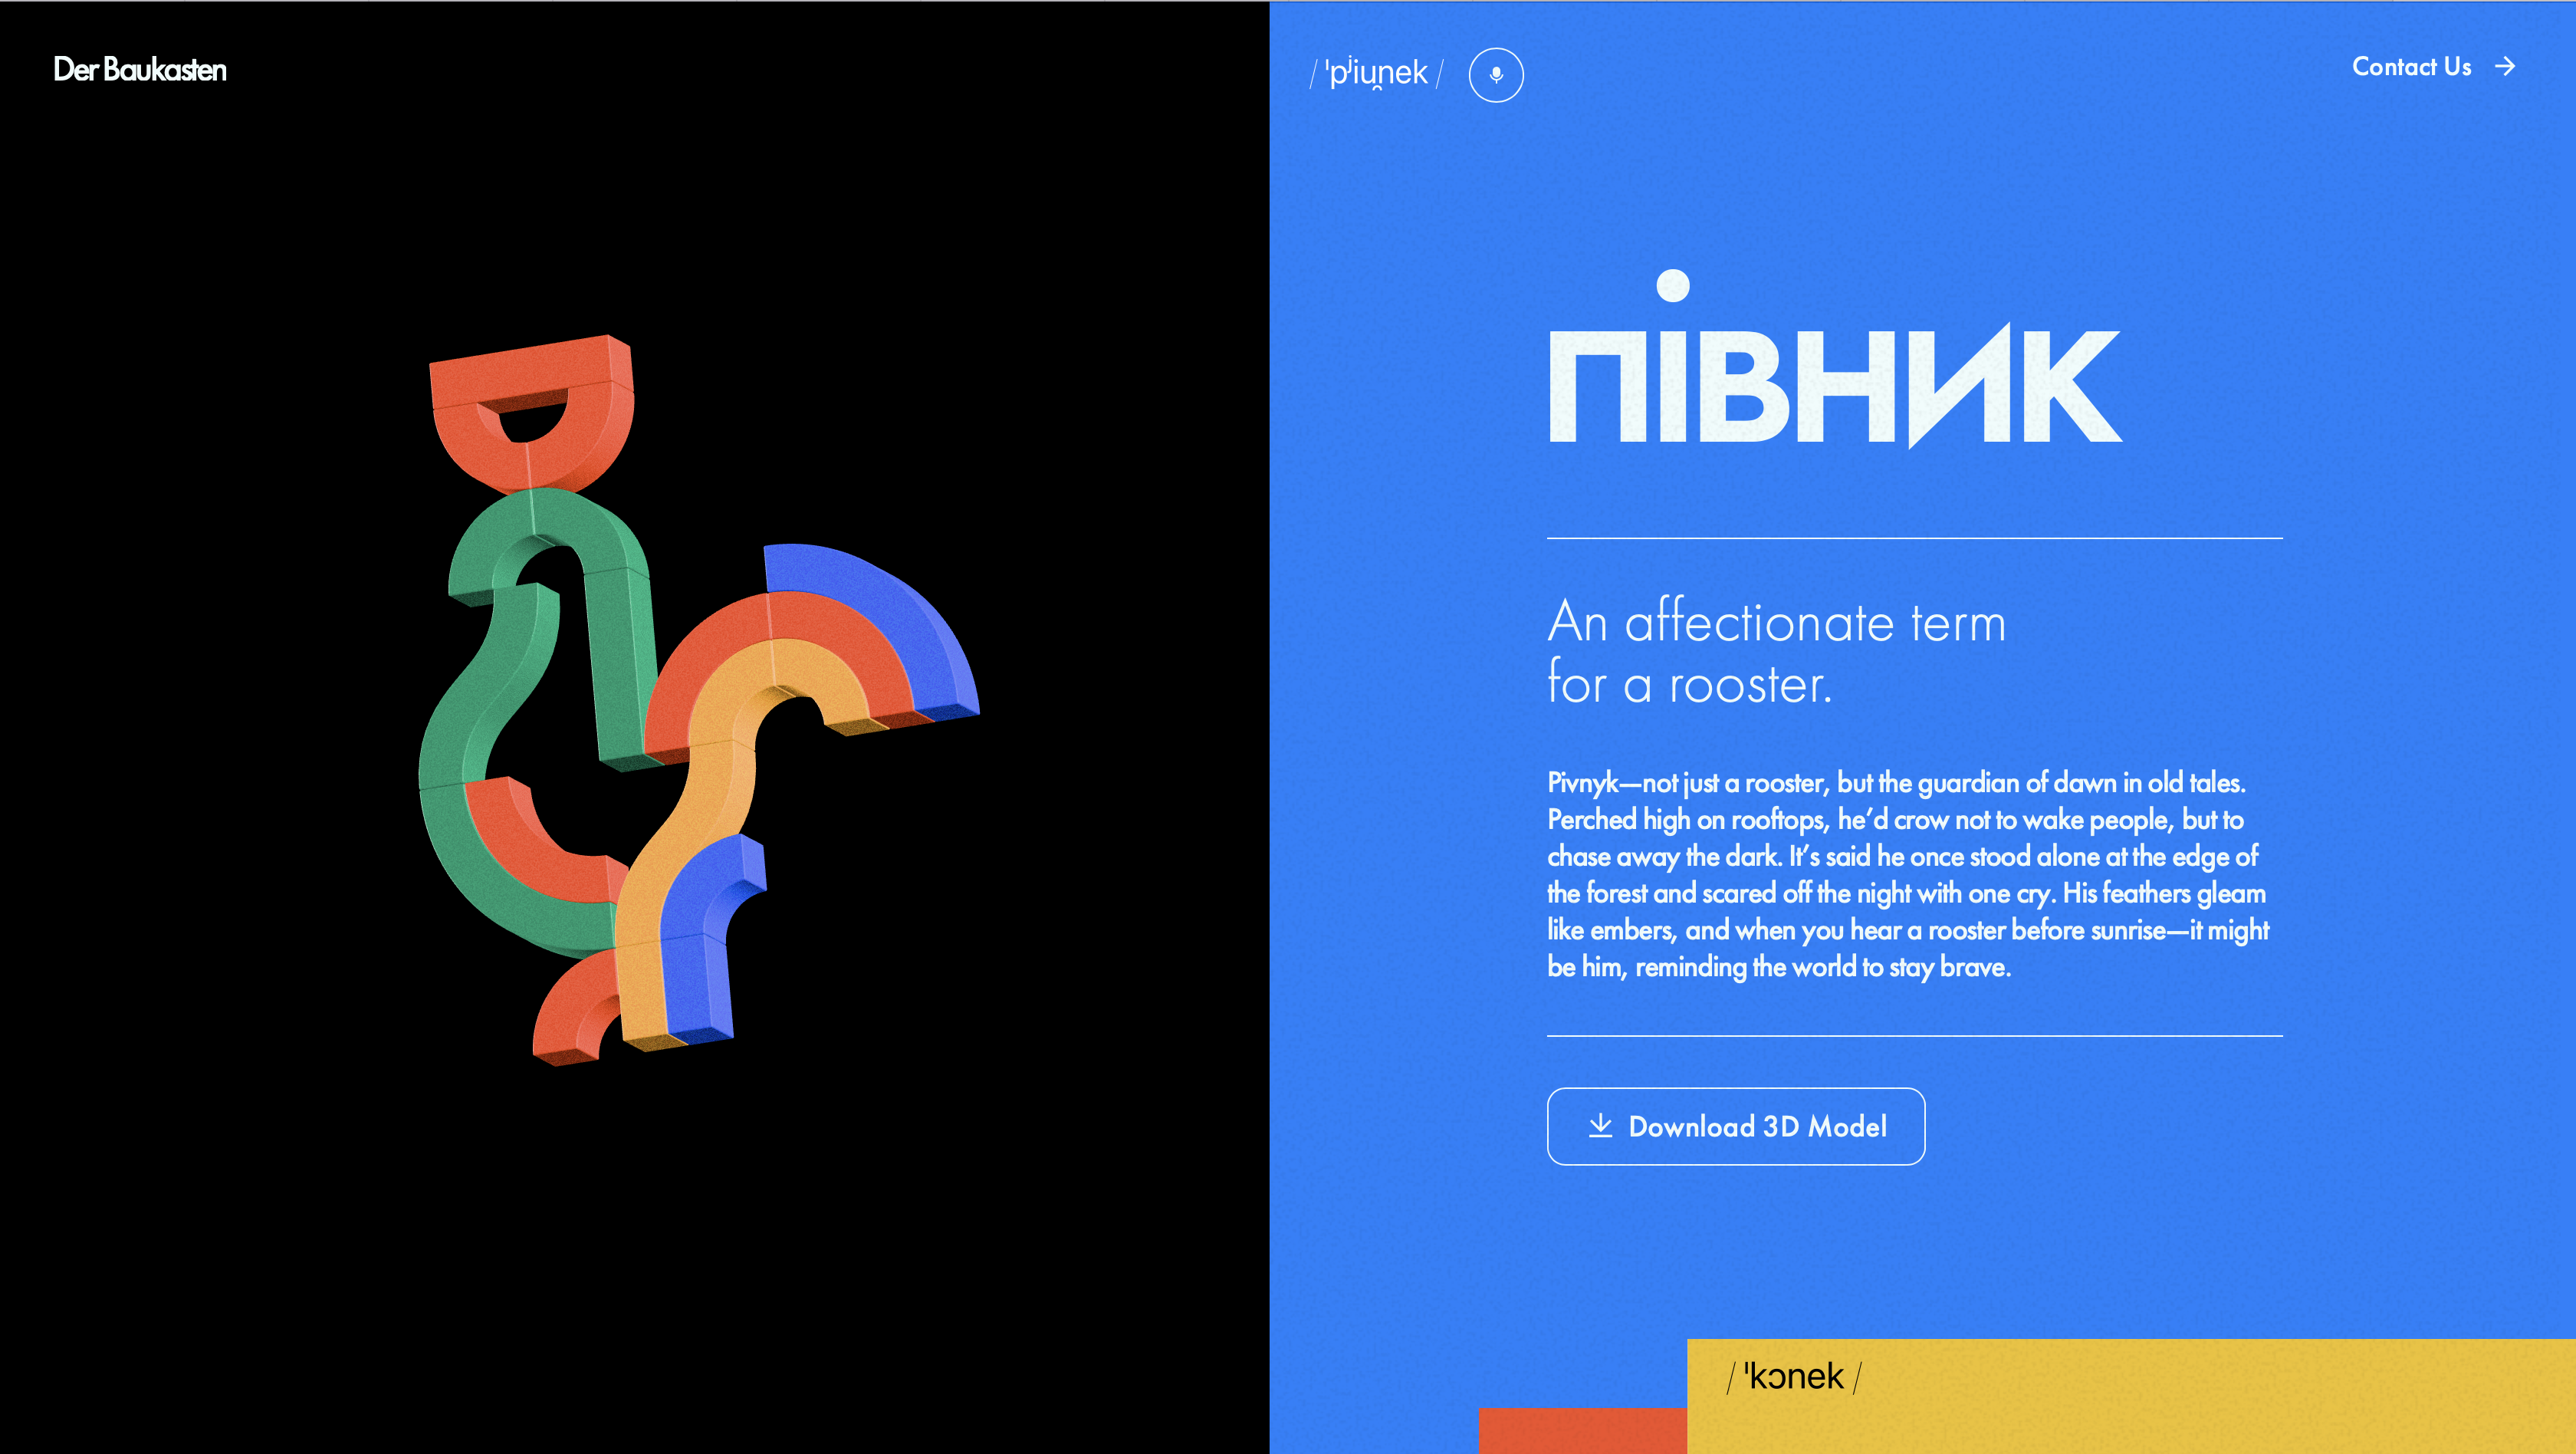 Der Baukasten
/ ˈpʲiu̯nek /
Contact Us →
ПІВНИК
An affectionate term
for a rooster.
Pivnyk—not just a rooster, but the guardian of dawn in old tales.
Perched high on rooftops, he’d crow not to wake people, but to
chase away the dark. It’s said he once stood alone at the edge of
the forest and scared off the night with one cry. His feathers gleam
like embers, and when you hear a rooster before sunrise—it might
be him, reminding the world to stay brave.
Download 3D Model
/ ˈkɔnek /